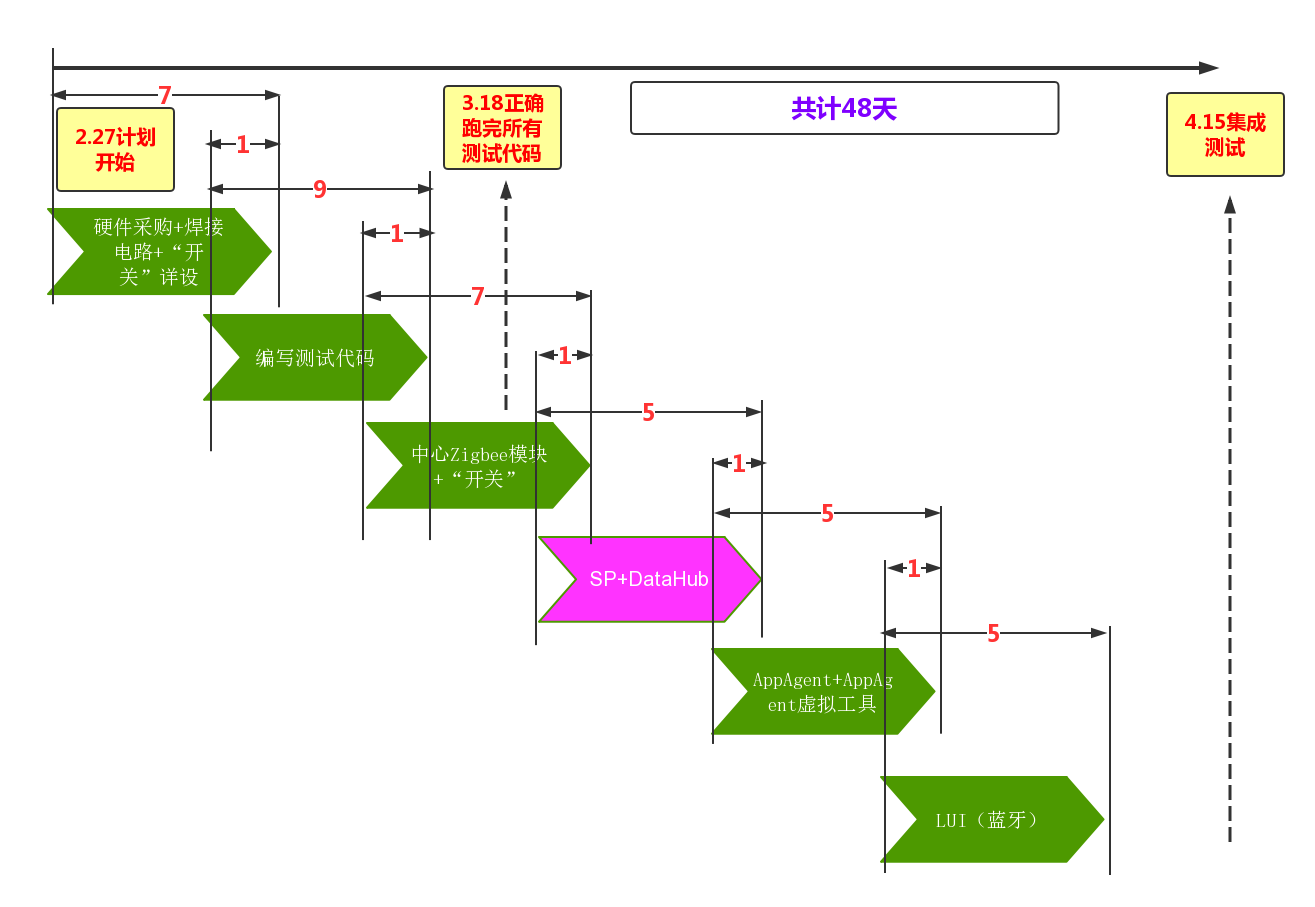 7
2.27计划
开始
1
3.18正确
跑完所有
测试代码
共计48天
4.15集成
测试
9
硬件采购+焊接
电路+“开
关”详设
1
7
编写测试代码
1
5
中心Zigbee模块
+“开关”
1
5
SP+DataHub
1
5
AppAgent+AppAg
ent虚拟工具
LUI（蓝牙）